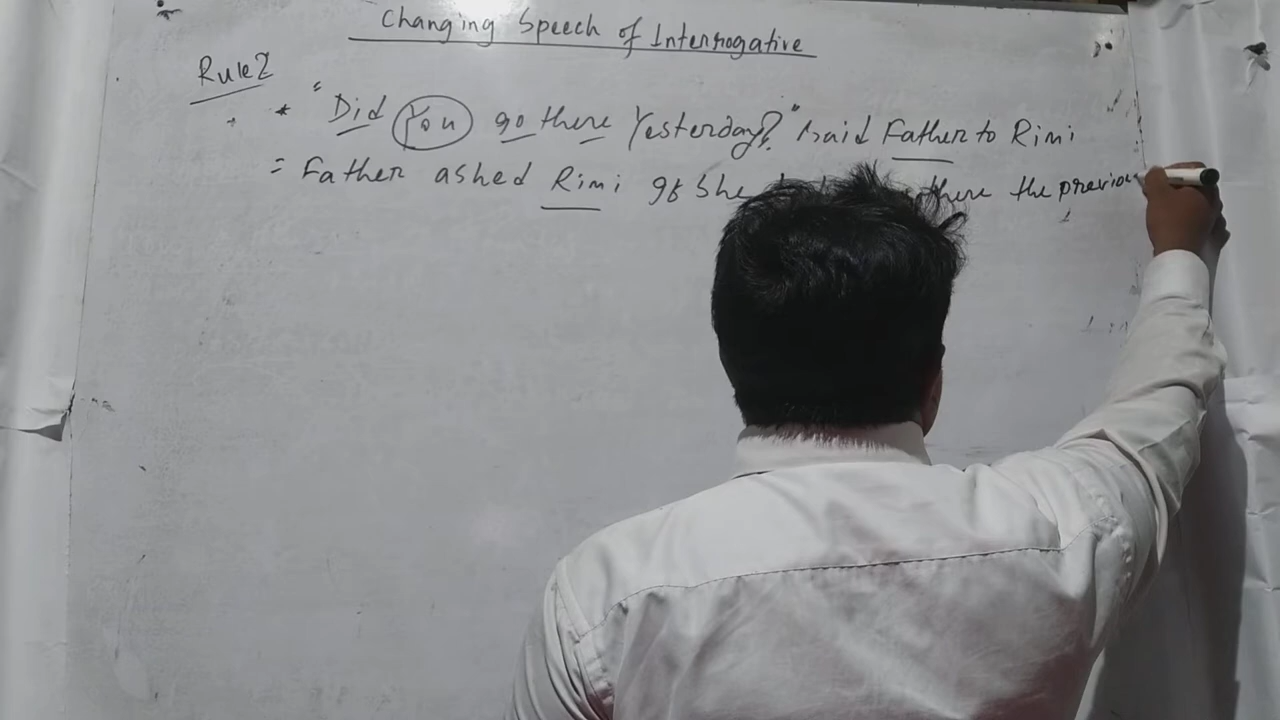 Changing Speech of Interrogative
Rule 2
* "Did You go there Yesterday?" said Father to Rimi
= Father asked Rimi if She there the previou